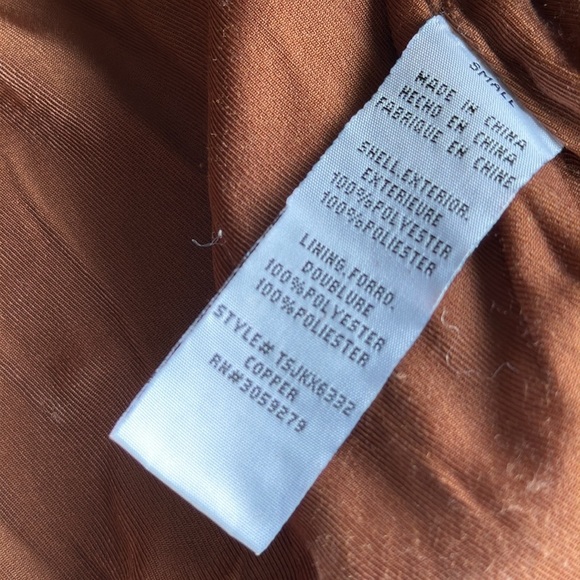 SMALL
MADE IN CHINA
HECHO EN CHINA
FABRIQUE EN CHINE
SHELL.EXTERIOR.
EXTERIEURE
100%POLYESTER
100%POLIESTER
LINING.FORRO.
DOUBLURE
100%POLYESTER
100%POLIESTER
STYLE# TSJKX6332
COPPER
RN#3059279